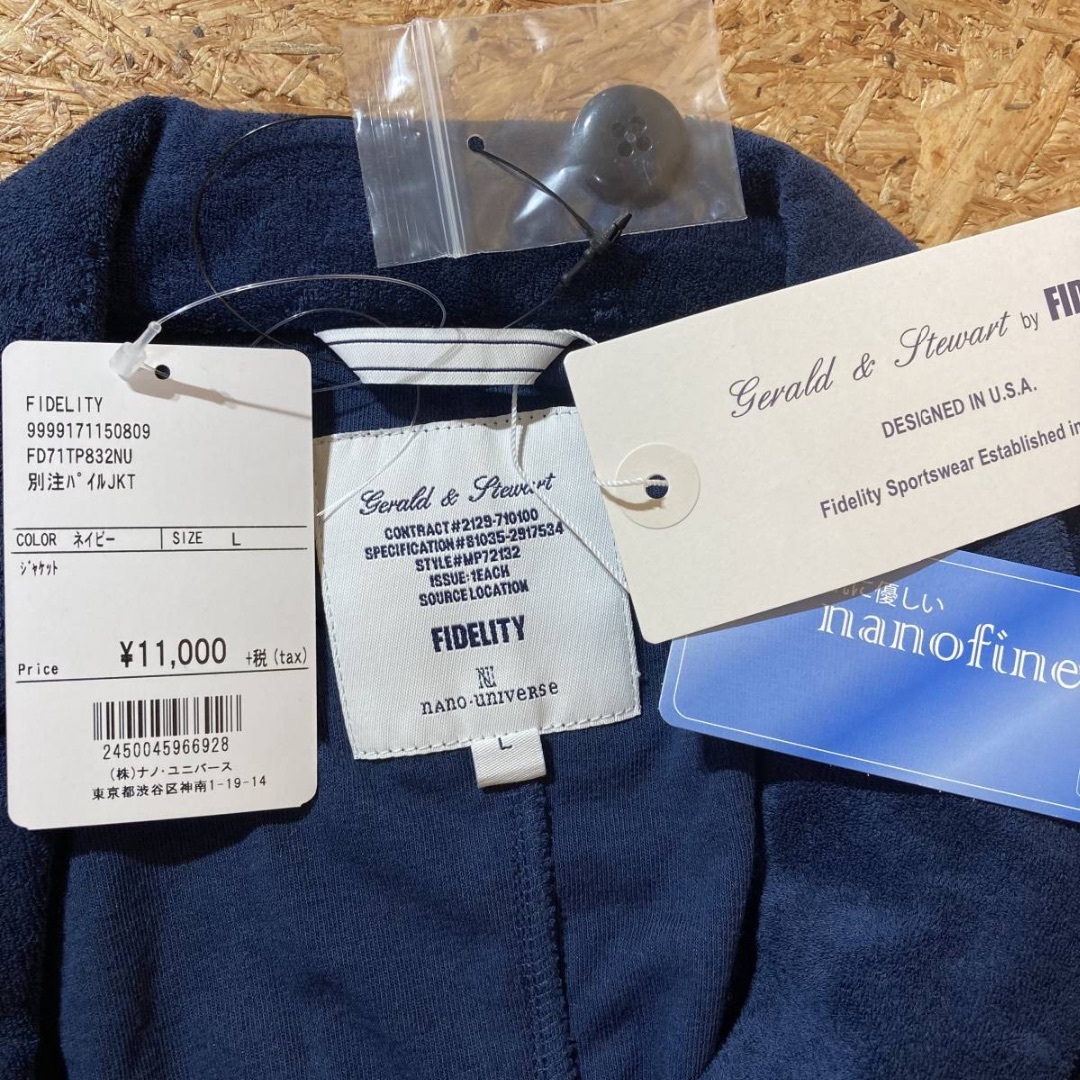 FIDELITY
9999171150809
FD71TP832NU
別注ﾊﾟｲﾙJKT
COLOR ネイビー SIZE L
ｼﾞｬｹｯﾄ
Price ¥11,000 +税(tax)
2450045966928
(株)ナノ・ユニバース
東京都渋谷区神南1-19-14
Gerald & Stewart
CONTRACT#2129-710100
SPECIFICATION#81035-2917534
STYLE#MP72132
ISSUE:1EACH
SOURCE LOCATION
FIDELITY
NU
nano・universe
L
Gerald & Stewart by FID
DESIGNED IN U.S.A.
Fidelity Sportswear Established in
に優しい
nanofine